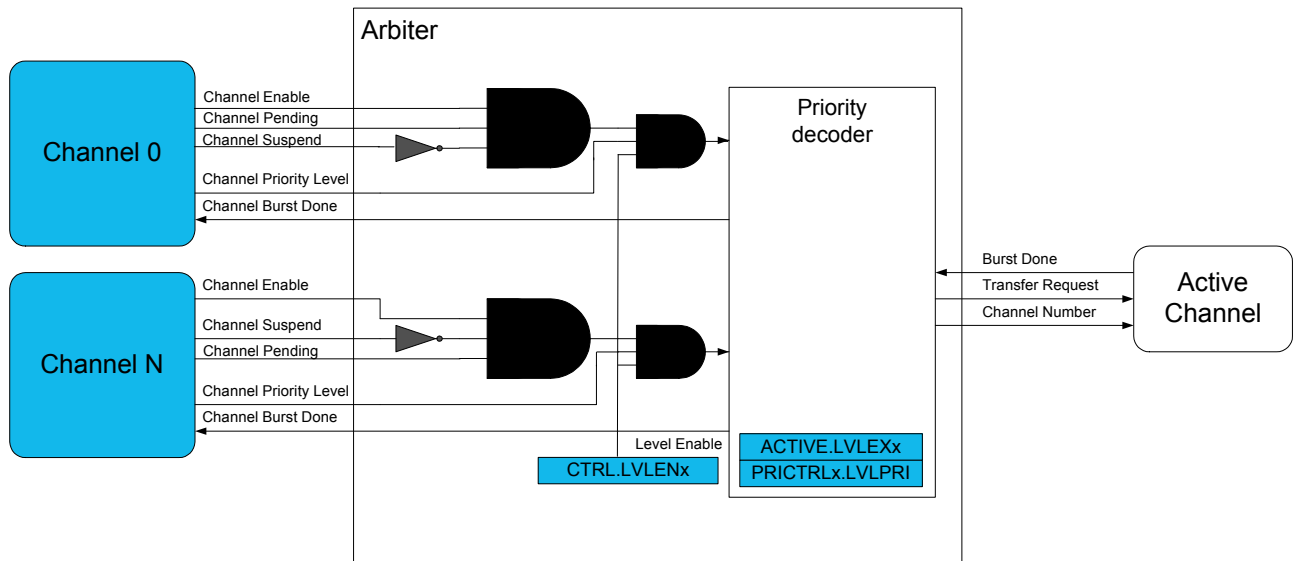 Arbiter
Channel 0
Channel Enable
Channel Pending
Channel Suspend
Channel Priority Level
Channel Burst Done
Priority
decoder
Channel N
Channel Enable
Channel Suspend
Channel Pending
Channel Priority Level
Channel Burst Done
Burst Done
Transfer Request
Channel Number
Active
Channel
Level Enable
CTRL.LVLENx
ACTIVE.LVLEXx
PRICTRLx.LVLPRI